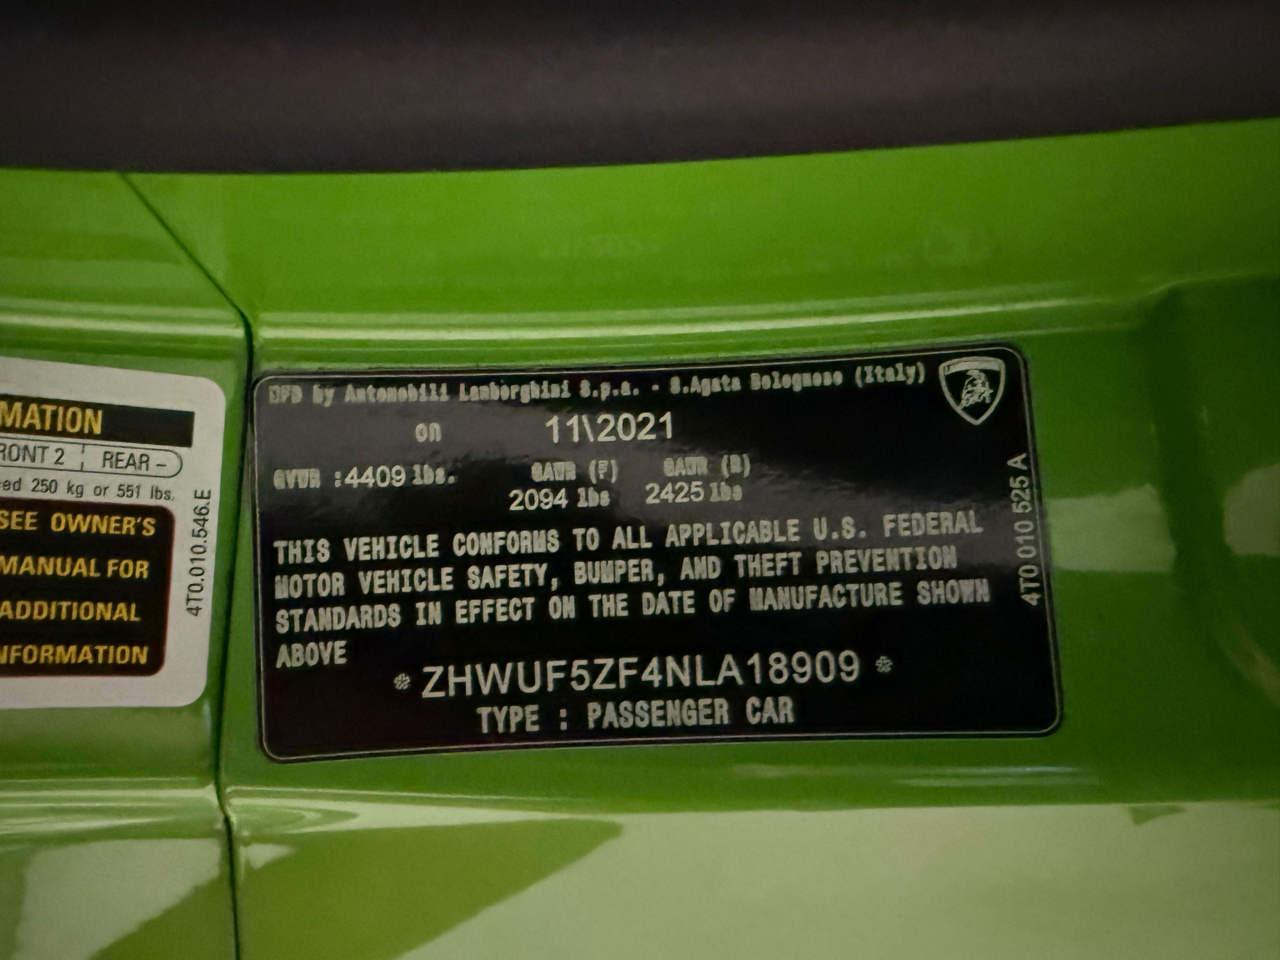 MATION
RONT 2 | REAR –
ed 250 kg or 551 lbs.
SEE OWNER'S
MANUAL FOR
ADDITIONAL
NFORMATION
4T0.010.546.E
MFD by Automobili Lamborghini S.p.a. - S.Agata Bolognese (Italy)
on 11\2021
GVWR :4409 lbs. GAWR (F) GAWR (R)
2094 lbs 2425 lbs
THIS VEHICLE CONFORMS TO ALL APPLICABLE U.S. FEDERAL
MOTOR VEHICLE SAFETY, BUMPER, AND THEFT PREVENTION
STANDARDS IN EFFECT ON THE DATE OF MANUFACTURE SHOWN
ABOVE
* ZHWUF5ZF4NLA18909 *
TYPE : PASSENGER CAR
4T0 010 525 A